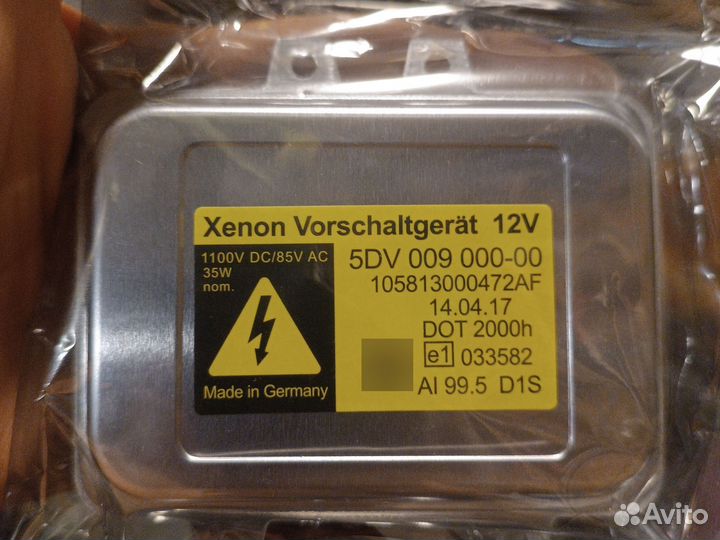 Xenon Vorschaltgerät 12V
1100V DC/85V AC
35W
nom.
Made in Germany
5DV 009 000-00
105813000472AF
14.04.17
DOT 2000h
e1 033582
AI 99.5 D1S
Avito